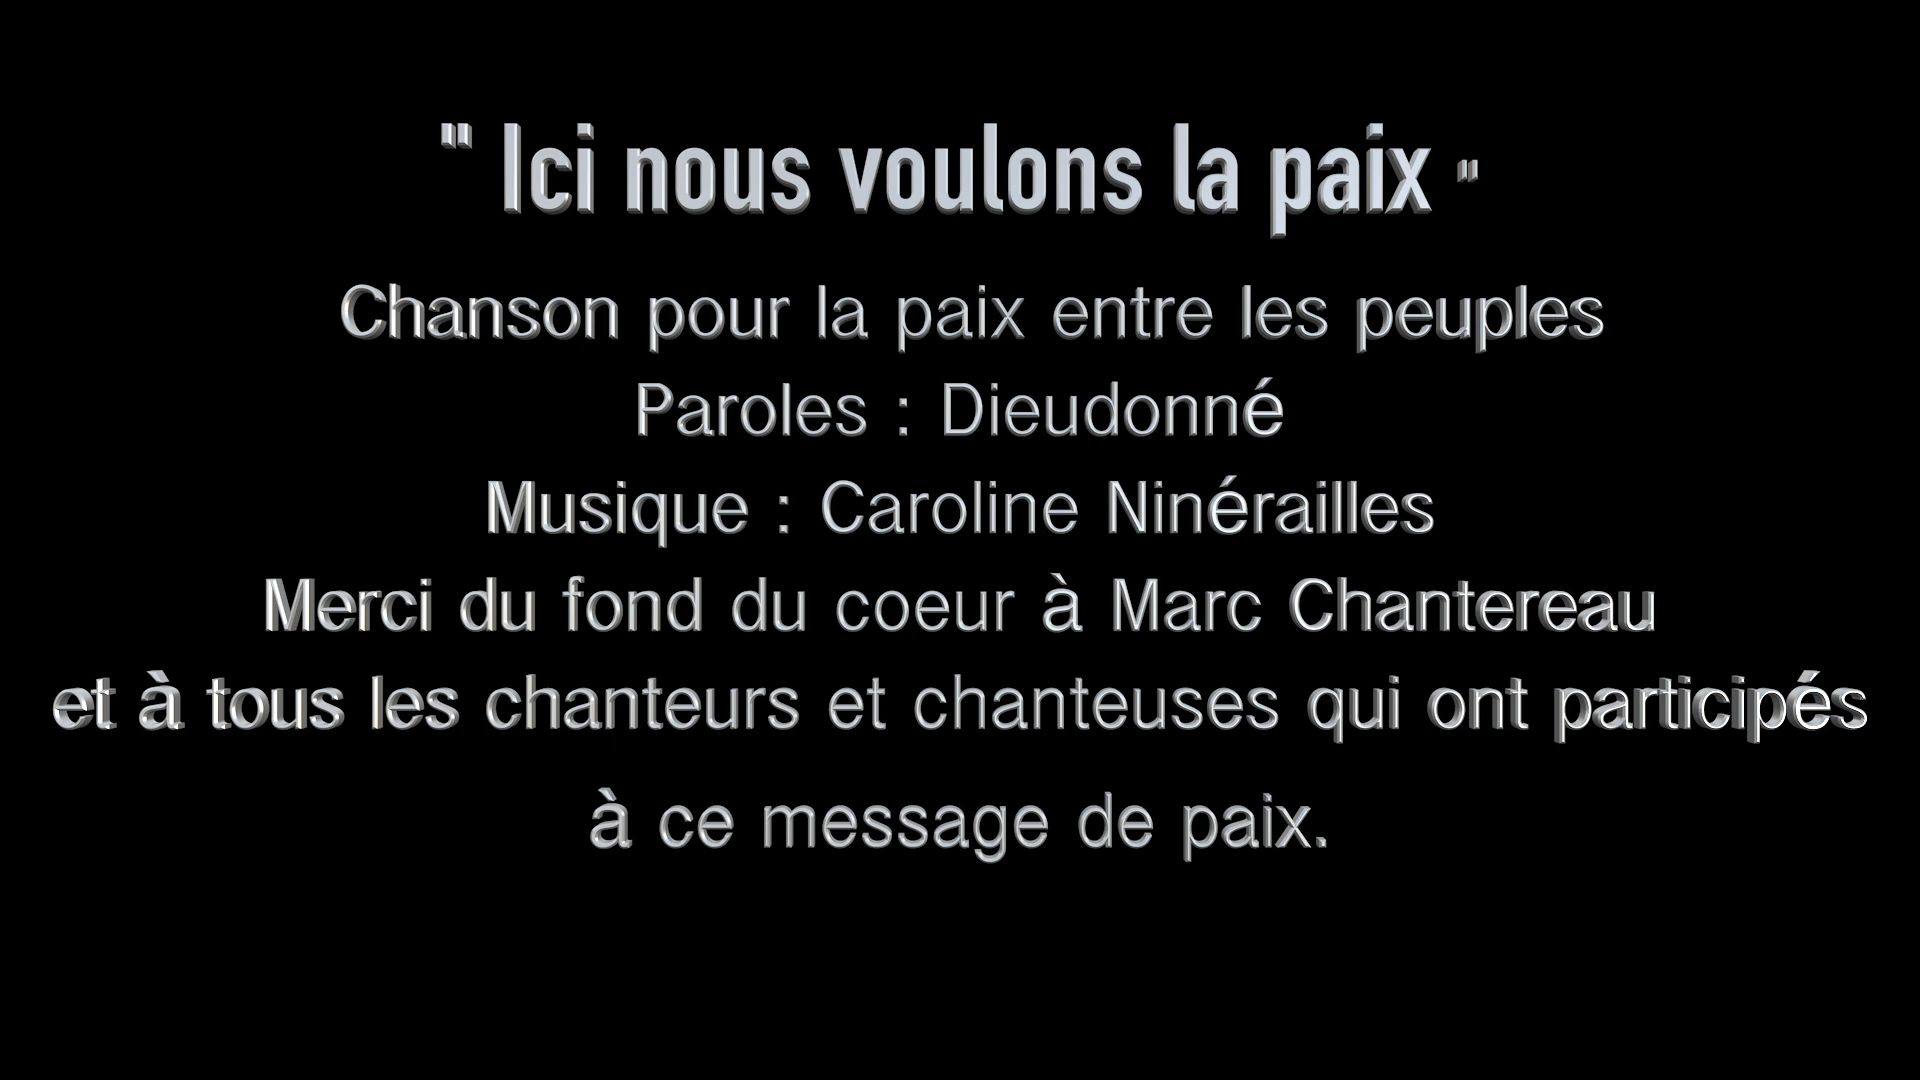 " Ici nous voulons la paix "
Chanson pour la paix entre les peuples
Paroles : Dieudonné
Musique : Caroline Ninérailles
Merci du fond du coeur à Marc Chantereau
et à tous les chanteurs et chanteuses qui ont participés
à ce message de paix.